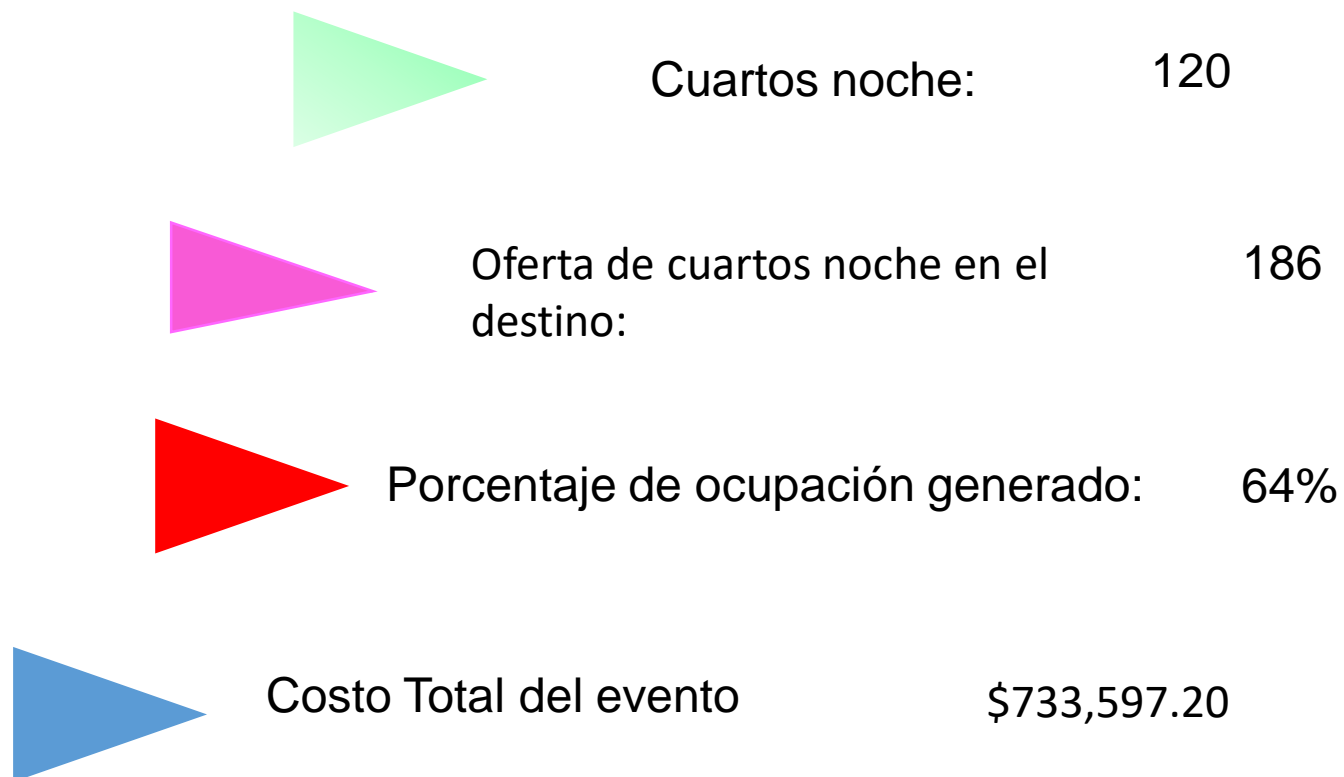 Cuartos noche: 120
Oferta de cuartos noche en el 186
destino:
Porcentaje de ocupación generado: 64%
Costo Total del evento $733,597.20